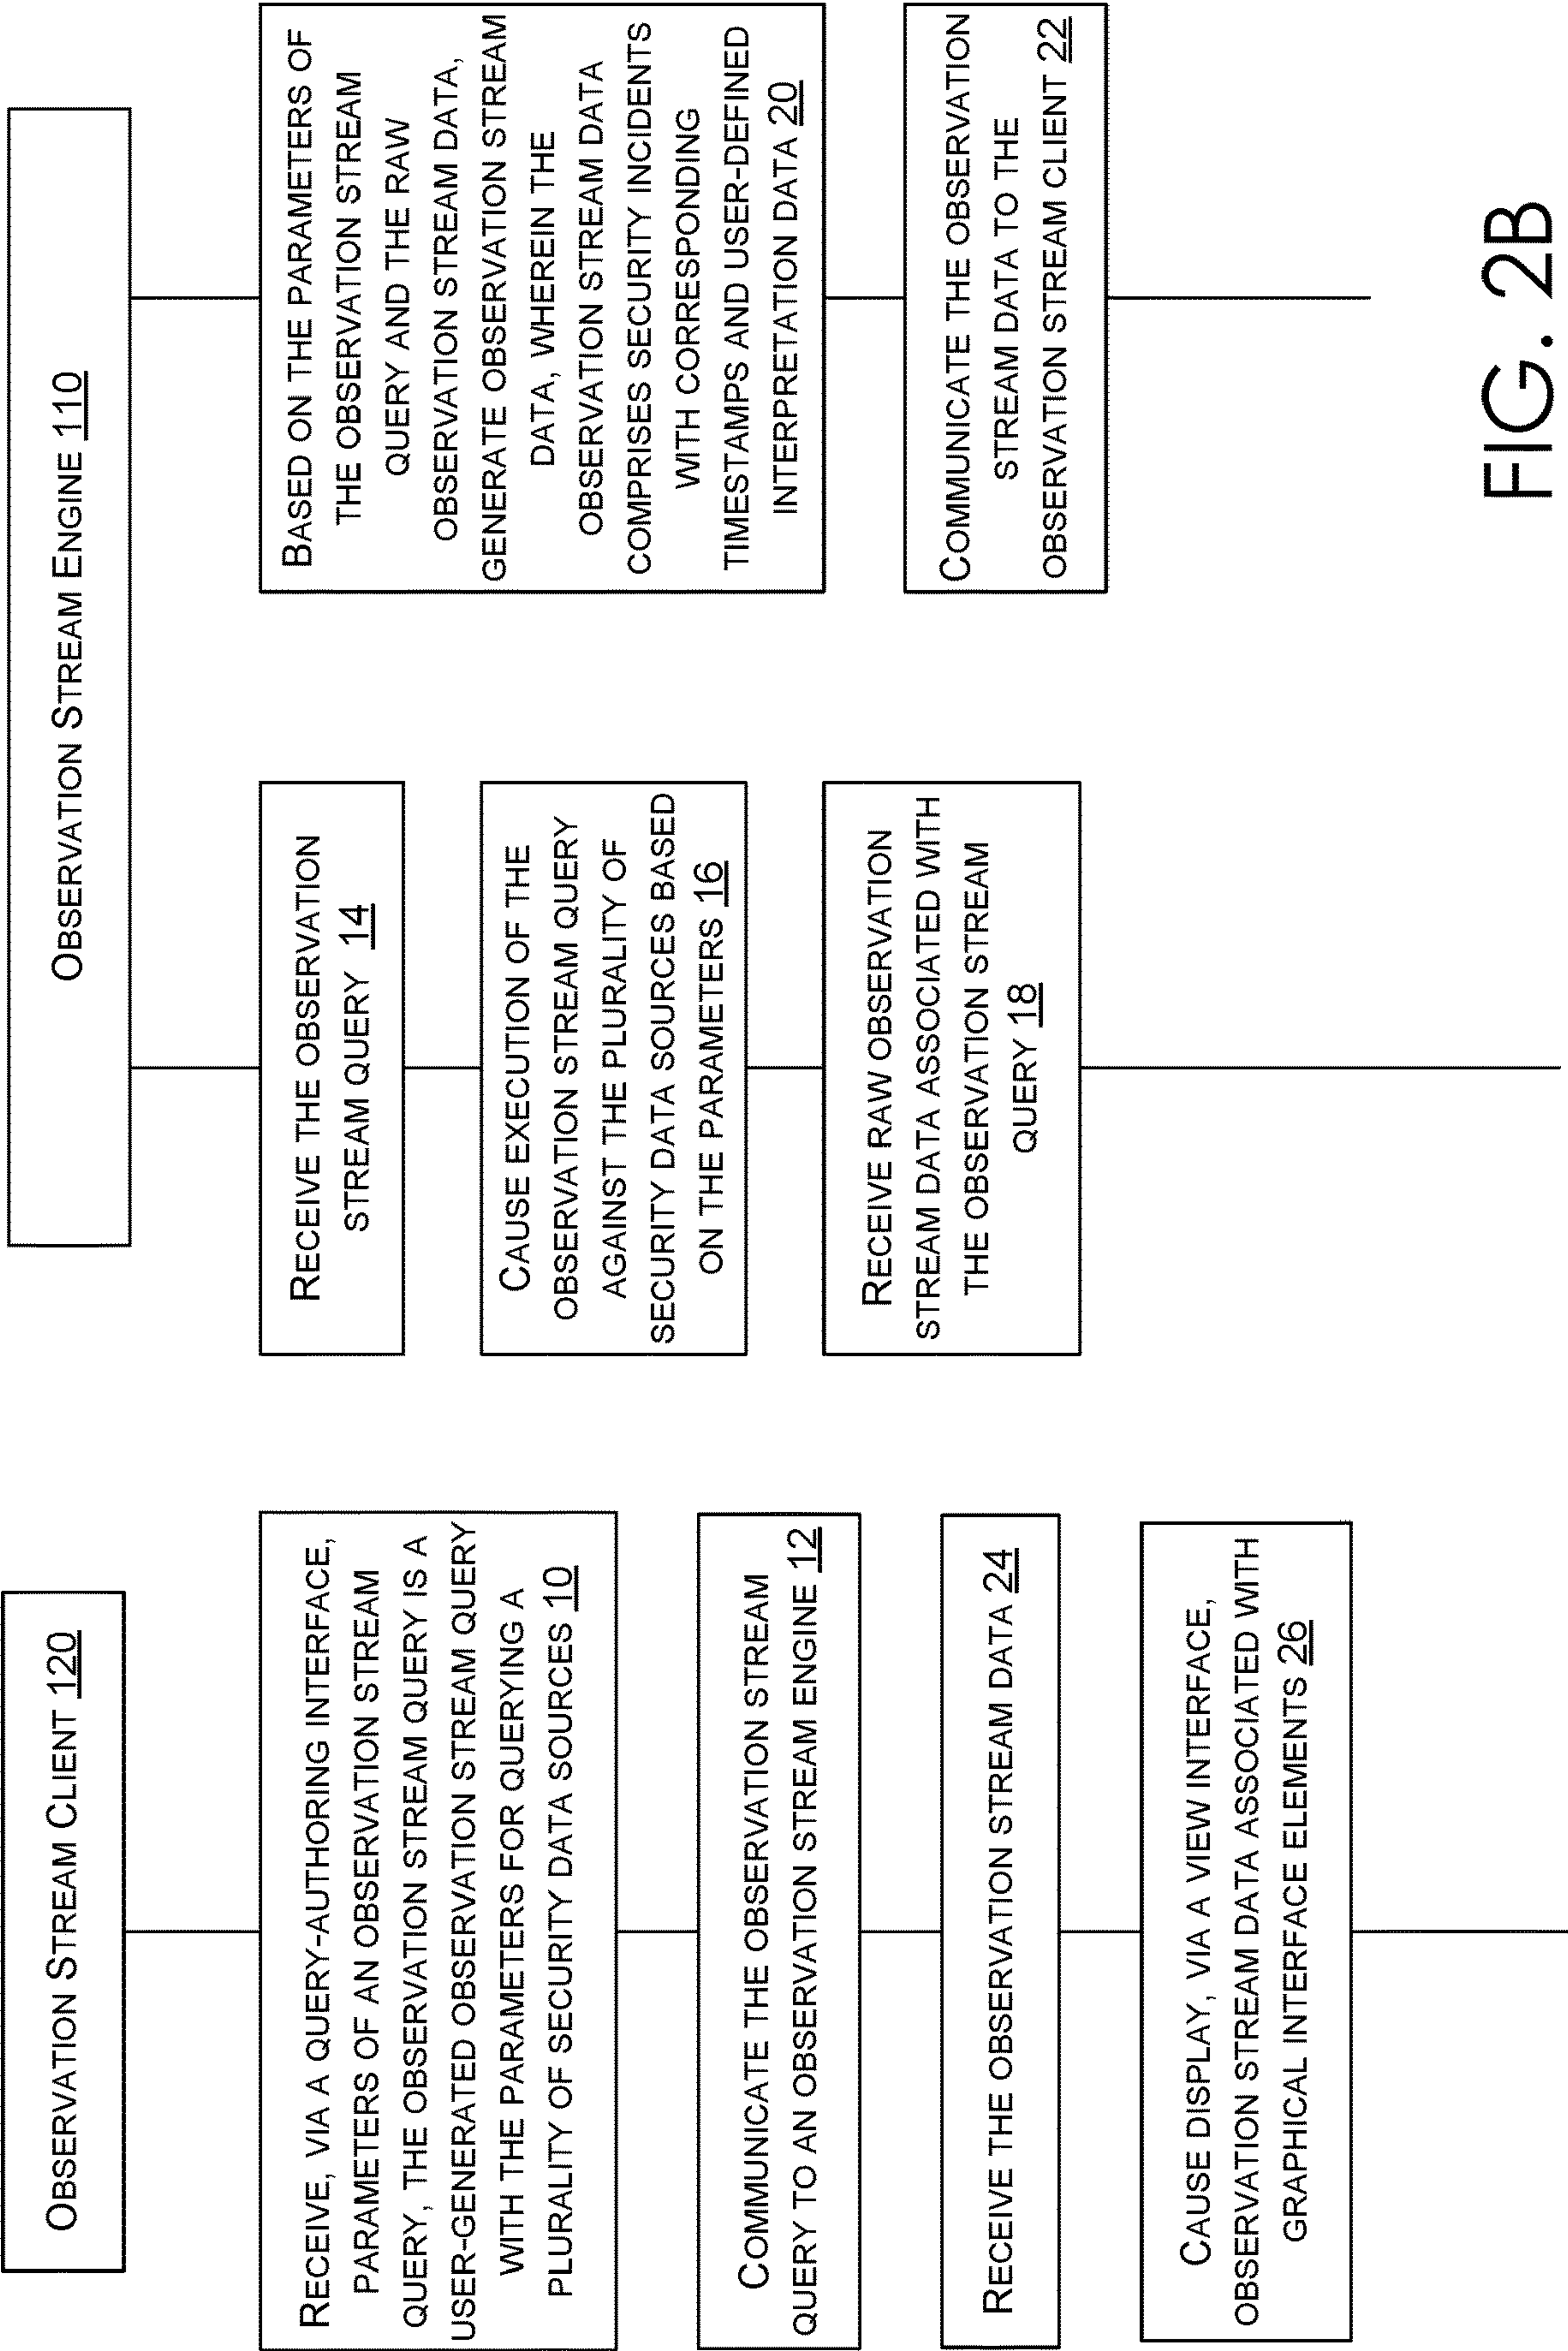 OBSERVATION STREAM CLIENT 120
RECEIVE, VIA A QUERY-AUTHORING INTERFACE,
PARAMETERS OF AN OBSERVATION STREAM
QUERY, THE OBSERVATION STREAM QUERY IS A
USER-GENERATED OBSERVATION STREAM QUERY
WITH THE PARAMETERS FOR QUERYING A
PLURALITY OF SECURITY DATA SOURCES 10
COMMUNICATE THE OBSERVATION STREAM
QUERY TO AN OBSERVATION STREAM ENGINE 12
RECEIVE THE OBSERVATION STREAM DATA 24
CAUSE DISPLAY, VIA A VIEW INTERFACE,
OBSERVATION STREAM DATA ASSOCIATED WITH
GRAPHICAL INTERFACE ELEMENTS 26
OBSERVATION STREAM ENGINE 110
RECEIVE THE OBSERVATION
STREAM QUERY 14
CAUSE EXECUTION OF THE
OBSERVATION STREAM QUERY
AGAINST THE PLURALITY OF
SECURITY DATA SOURCES BASED
ON THE PARAMETERS 16
RECEIVE RAW OBSERVATION
STREAM DATA ASSOCIATED WITH
THE OBSERVATION STREAM
QUERY 18
BASED ON THE PARAMETERS OF
THE OBSERVATION STREAM
QUERY AND THE RAW
OBSERVATION STREAM DATA,
GENERATE OBSERVATION STREAM
DATA, WHEREIN THE
OBSERVATION STREAM DATA
COMPRISES SECURITY INCIDENTS
WITH CORRESPONDING
TIMESTAMPS AND USER-DEFINED
INTERPRETATION DATA 20
COMMUNICATE THE OBSERVATION
STREAM DATA TO THE
OBSERVATION STREAM CLIENT 22
FIG. 2B